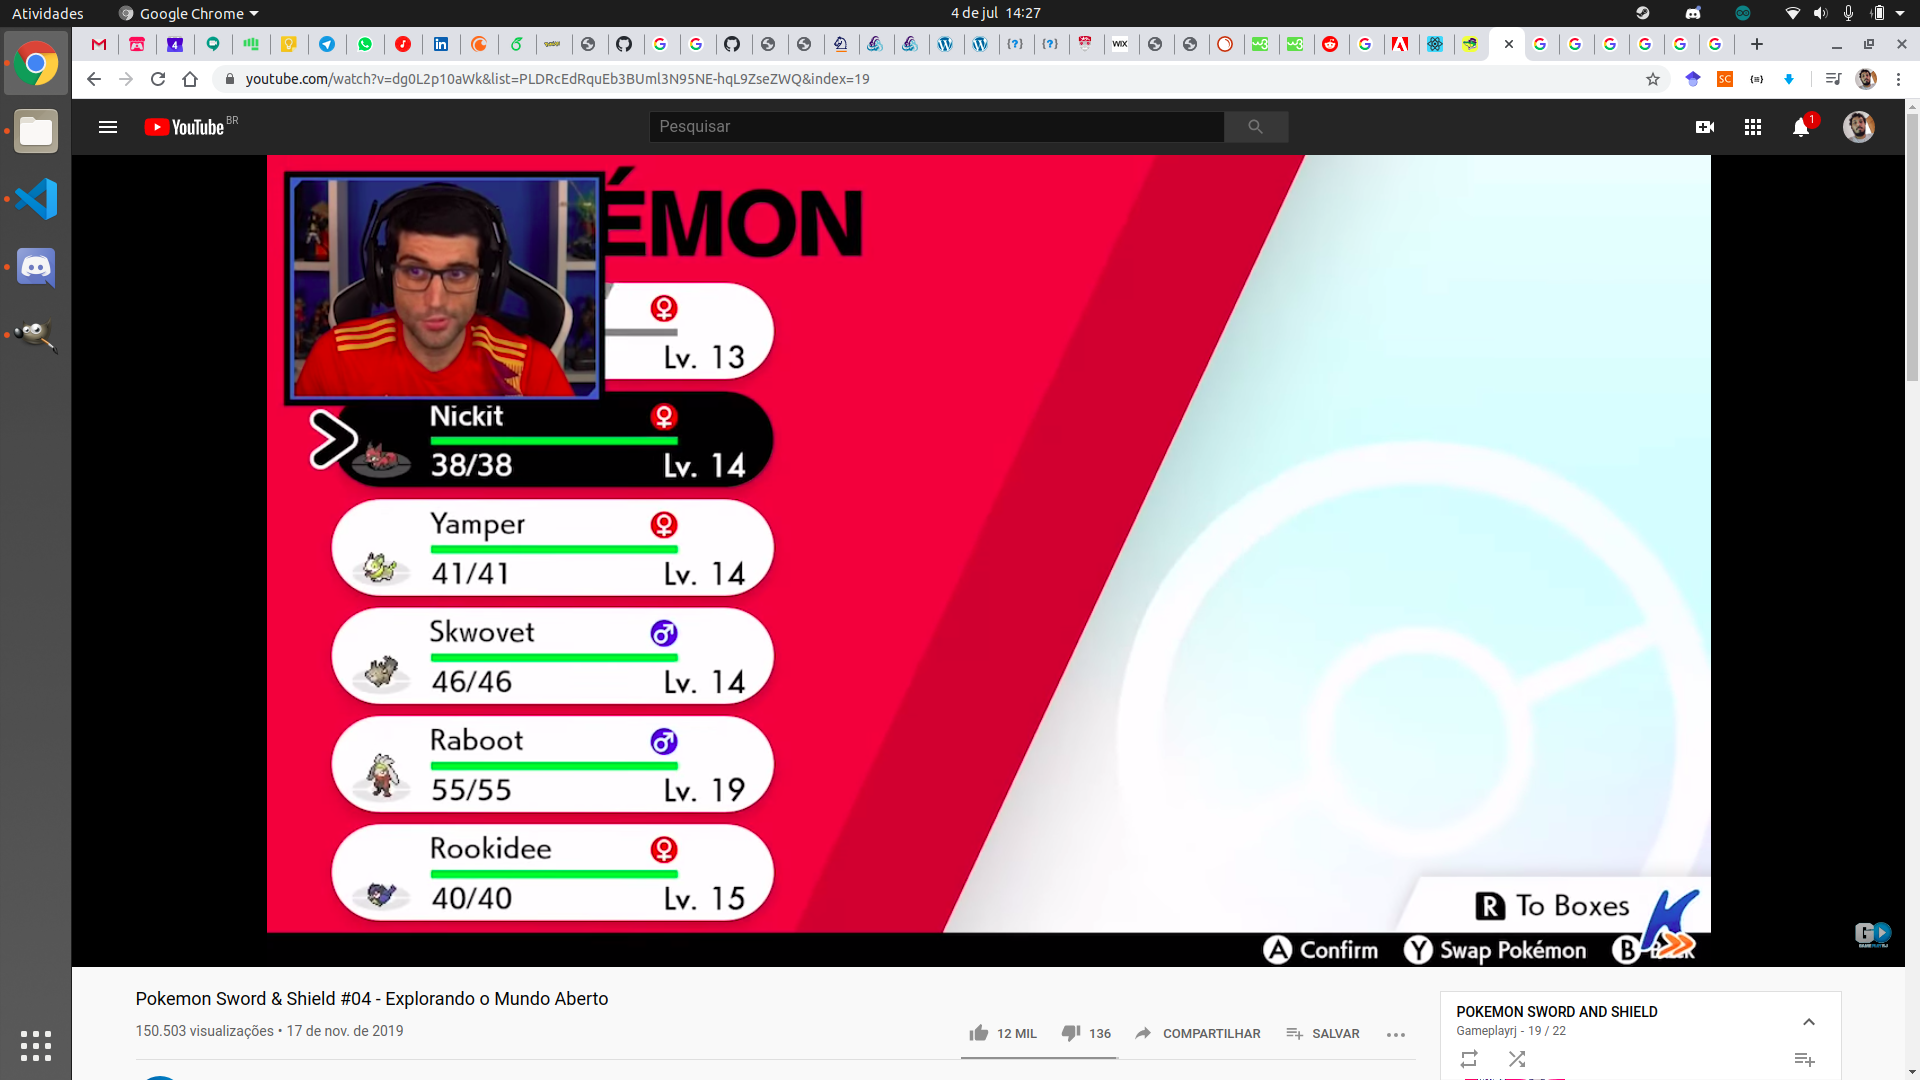 Atividades
Google Chrome
4 de jul 14:27
youtube.com/watch?v=dg0L2p10aWk&list=PLDRcEdRquEb3BUml3N95NE-hqL9ZseZWQ&index=19
YouTube BR
Pesquisar
1
ÉMON
Lv. 13
Nickit
38/38 Lv. 14
Yamper
41/41 Lv. 14
Skwovet
46/46 Lv. 14
Raboot
55/55 Lv. 19
Rookidee
40/40 Lv. 15
R To Boxes
A Confirm Y Swap Pokémon B
Pokemon Sword & Shield #04 - Explorando o Mundo Aberto
150.503 visualizações • 17 de nov. de 2019
12 MIL 136 COMPARTILHAR SALVAR
POKEMON SWORD AND SHIELD
Gameplayrj - 19 / 22